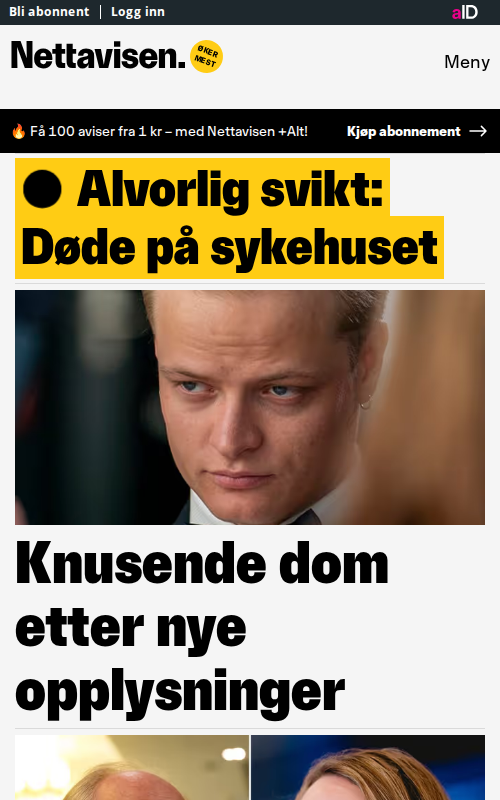 Bli abonnent | Logg inn
aID
Nettavisen.
ØKER
MEST
Meny
🔥 Få 100 aviser fra 1 kr – med Nettavisen +Alt!
Kjøp abonnement →
Alvorlig svikt:
Døde på sykehuset
Knusende dom
etter nye
opplysninger